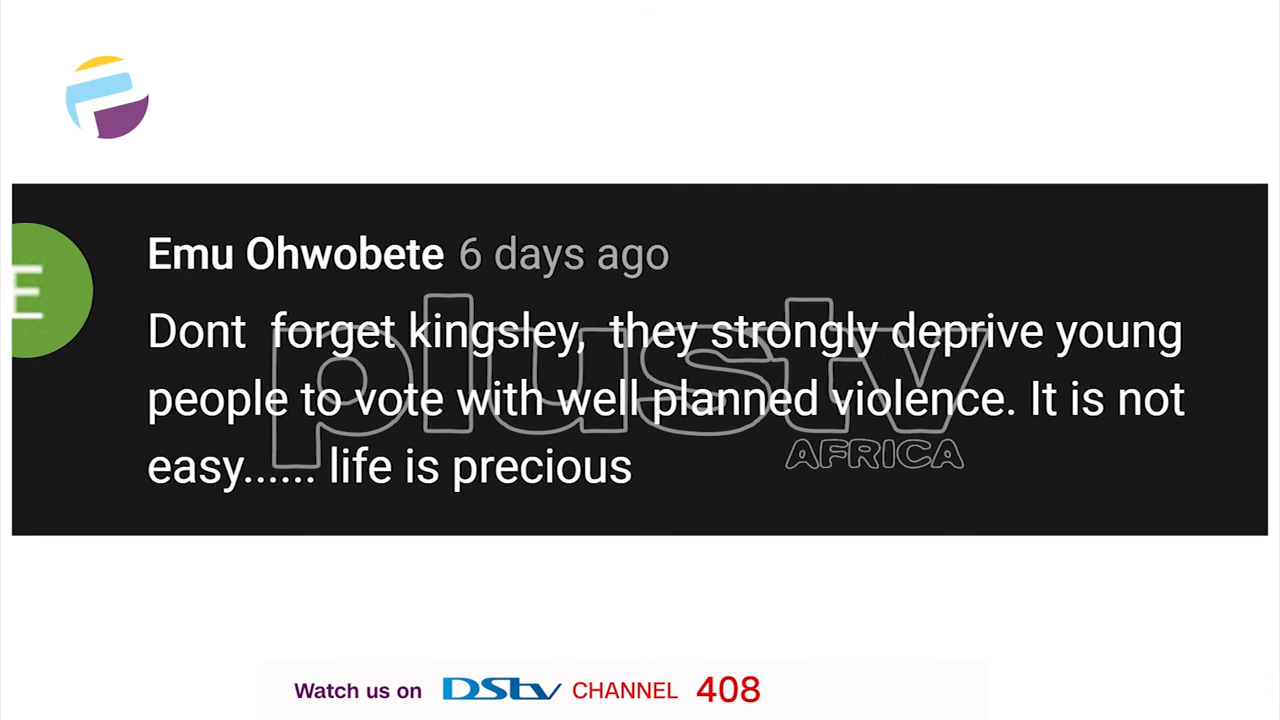 E
Emu Ohwobete 6 days ago
Dont forget kingsley, they strongly deprive young
people to vote with well planned violence. It is not
easy...... life is precious
plustv
AFRICA
Watch us on DStv CHANNEL 408